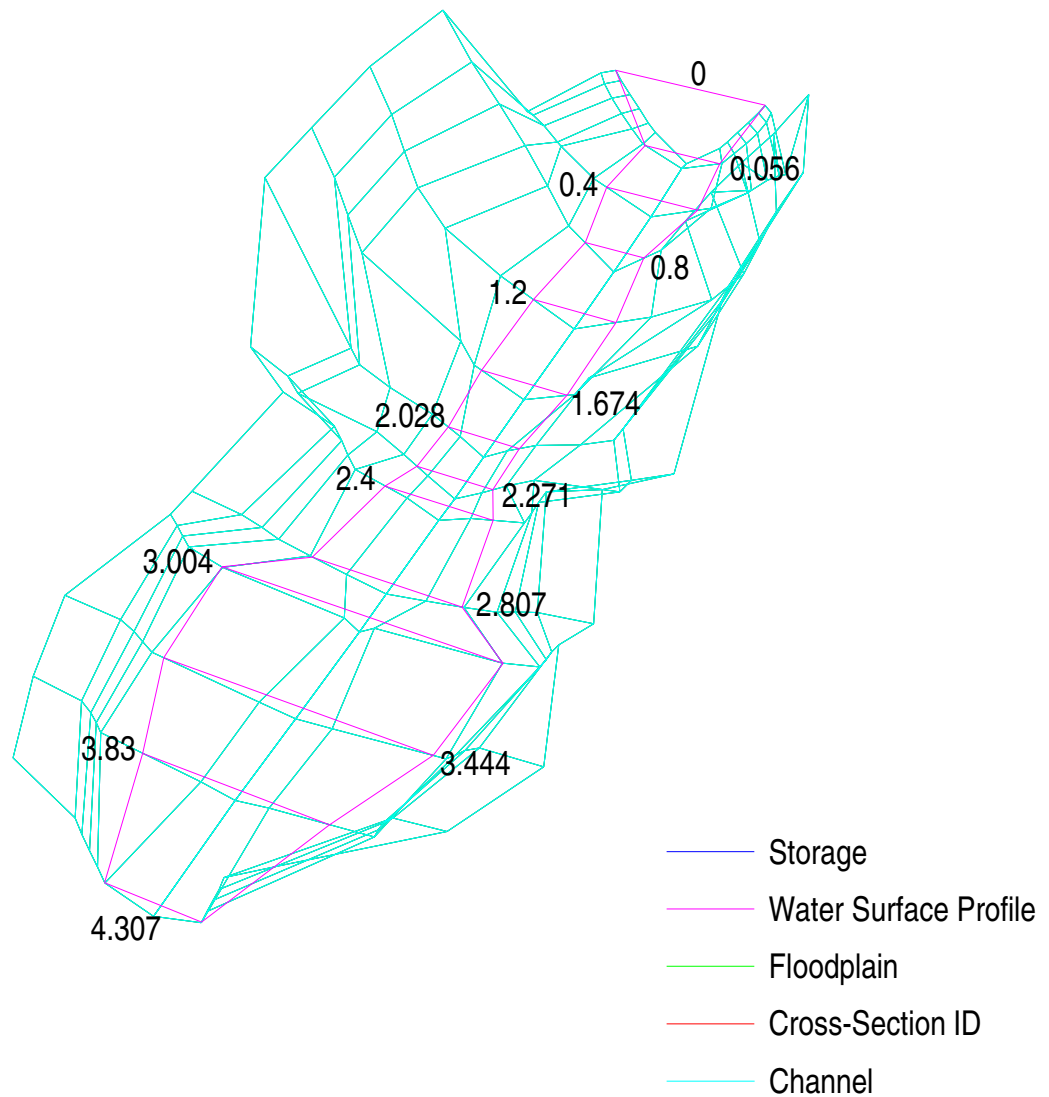 0
0.056
0.4
0.8
1.2
1.674
2.028
2.4
2.271
3.004
2.807
3.83
3.444
4.307
Storage
Water Surface Profile
Floodplain
Cross-Section ID
Channel